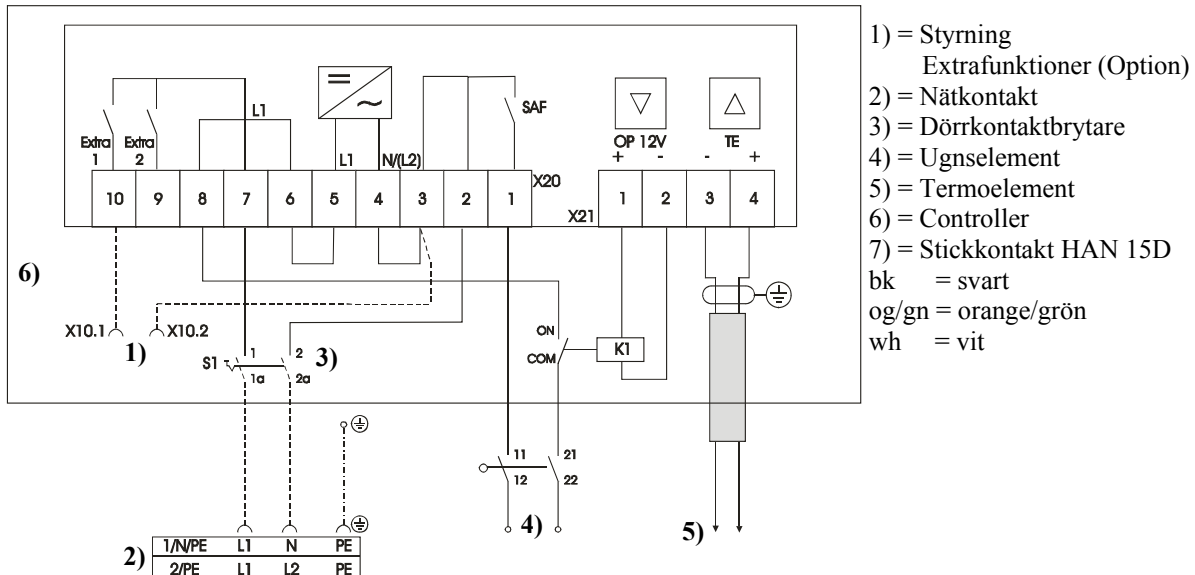 L1
SAF
Extra 1
Extra 2
L1
N/(L2)
OP 12V
+ -
TE
- +
X20
10 9 8 7 6 5 4 3 2 1
X21
1 2 3 4
6)
X10.1
X10.2
1)
S1
1
2
3)
1a
2a
ON
COM
K1
11
21
12
22
4)
5)
2)
1/N/PE L1 N PE
2/PE L1 L2 PE
1) = Styrning
Extrafunktioner (Option)
2) = Nätkontakt
3) = Dörrkontaktbrytare
4) = Ugnselement
5) = Termoelement
6) = Controller
7) = Stickkontakt HAN 15D
bk = svart
og/gn = orange/grön
wh = vit